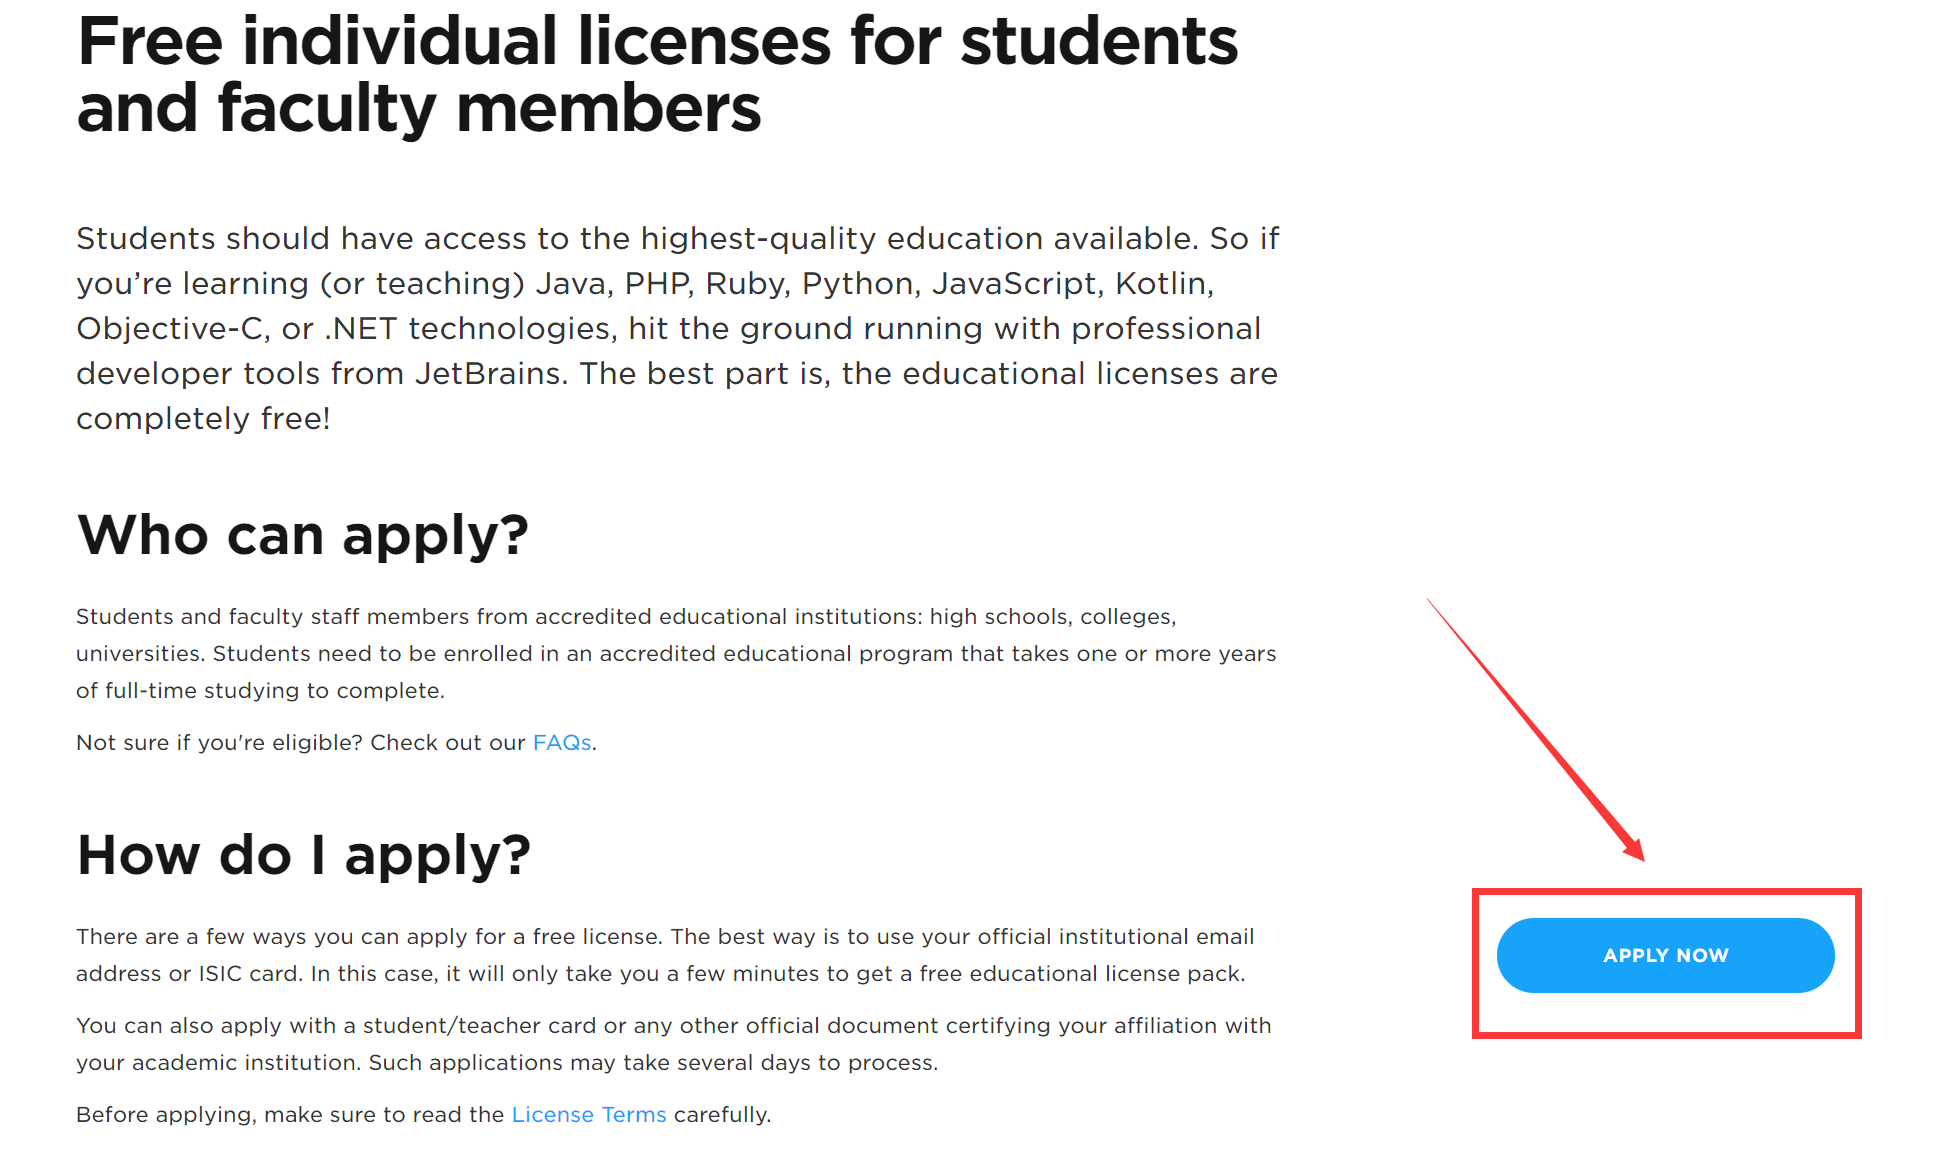 Free individual licenses for students
and faculty members
Students should have access to the highest-quality education available. So if
you’re learning (or teaching) Java, PHP, Ruby, Python, JavaScript, Kotlin,
Objective-C, or .NET technologies, hit the ground running with professional
developer tools from JetBrains. The best part is, the educational licenses are
completely free!
Who can apply?
Students and faculty staff members from accredited educational institutions: high schools, colleges,
universities. Students need to be enrolled in an accredited educational program that takes one or more years
of full-time studying to complete.
Not sure if you're eligible? Check out our FAQs.
How do I apply?
There are a few ways you can apply for a free license. The best way is to use your official institutional email
address or ISIC card. In this case, it will only take you a few minutes to get a free educational license pack.
You can also apply with a student/teacher card or any other official document certifying your affiliation with
your academic institution. Such applications may take several days to process.
Before applying, make sure to read the License Terms carefully.
APPLY NOW